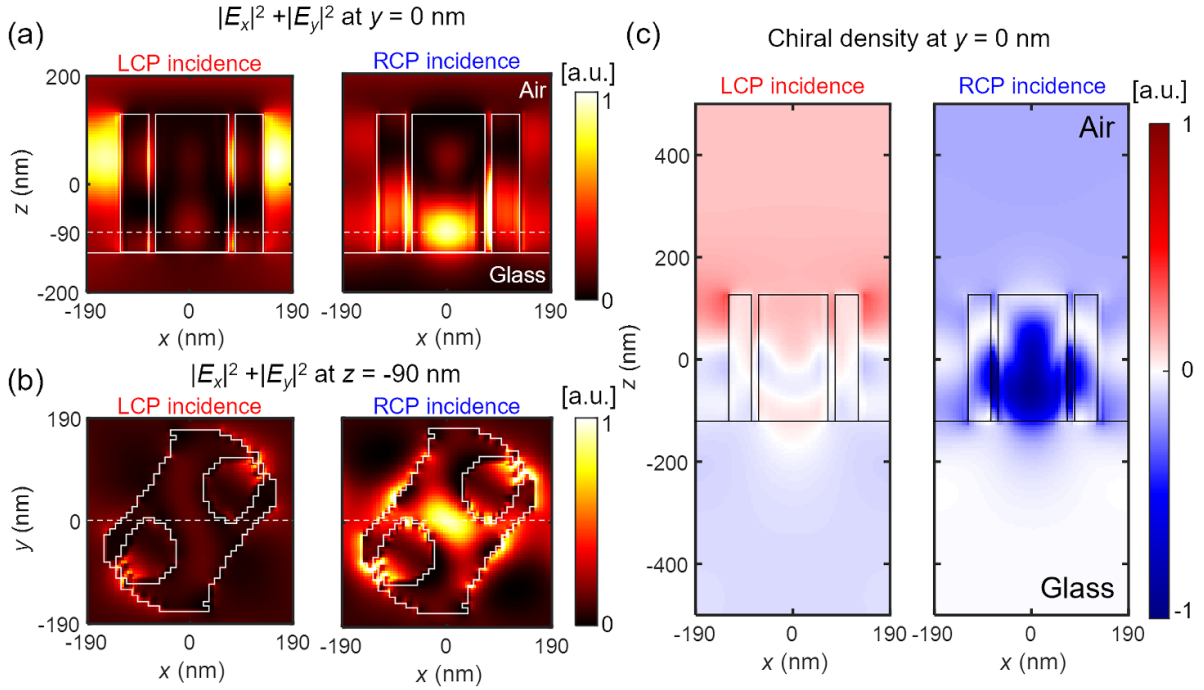 (a)
|Ex|² +|Ey|² at y = 0 nm
LCP incidence
RCP incidence
[a.u.]
200
0
-90
-200
z (nm)
-190
0
190
x (nm)
Air
Glass
-190
0
190
x (nm)
1
0
(b)
|Ex|² +|Ey|² at z = -90 nm
LCP incidence
RCP incidence
[a.u.]
190
0
-190
y (nm)
-190
0
190
x (nm)
-190
0
190
x (nm)
1
0
(c)
Chiral density at y = 0 nm
LCP incidence
RCP incidence
[a.u.]
400
200
0
-200
-400
z (nm)
-190
0
190
x (nm)
Air
Glass
-190
0
190
x (nm)
1
0
-1